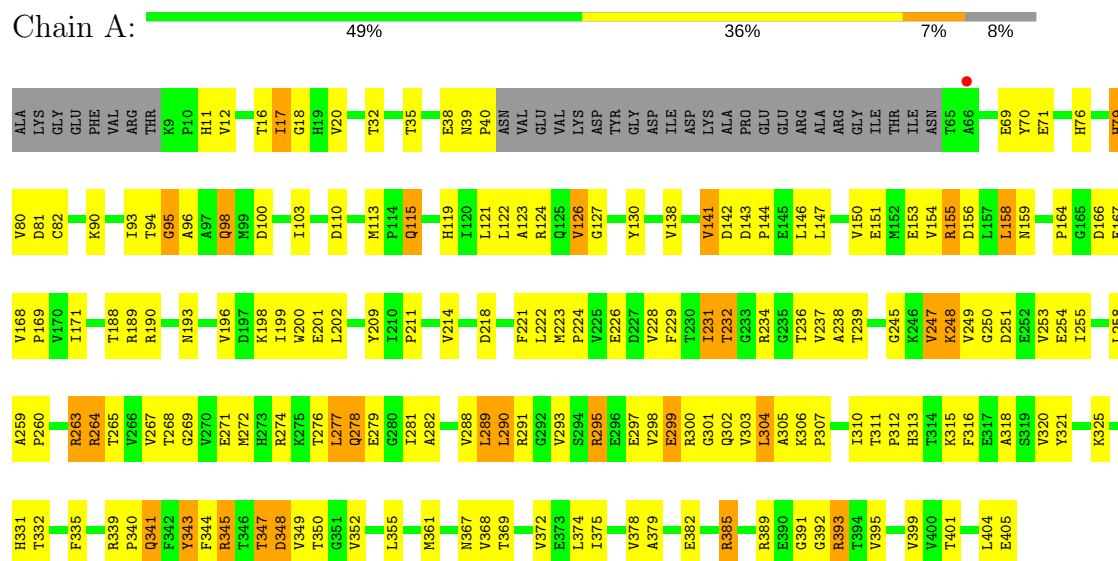 Chain A:
49% 36% 7% 8%
ALA LYS GLY GLU PHE VAL ARG THR K9 P10 H11 V12 T16 I17 G18 H19 V20 T32 T35 E38 N39 P40 ASN VAL GLU VAL LYS ASP TYR GLY ASP ILE ASP LYS ALA PRO GLU GLU ARG ALA ARG GLY ILE THR ILE ASN T65 A66 E69 Y70 E71 H76 H79
V80 D81 C82 K90 I93 T94 G95 A96 A97 Q98 M99 D100 I103 D110 M113 P114 Q115 H119 I120 L121 L122 A123 R124 Q125 V126 G127 Y130 V138 V141 D142 D143 P144 E145 L146 L147 V150 E151 M152 E153 V154 R155 D156 L157 L158 N159 P164 G165 D166 E167
V168 P169 V170 I171 T188 R189 R190 N193 V196 D197 K198 I199 W200 E201 L202 Y209 I210 P211 V214 D218 F221 L222 M223 P224 V225 E226 D227 V228 F229 T230 I231 T232 G233 R234 G235 T236 V237 A238 T239 G245 K246 V247 K248 V249 G250 D251 E252 V253 E254 I255 L258
A259 P260 R263 R264 T265 V266 V267 T268 G269 V270 E271 M272 H273 R274 K275 T276 L277 Q278 E279 G280 I281 A282 V288 L289 L290 R291 G292 V293 S294 R295 E296 E297 V298 E299 R300 G301 Q302 V303 L304 A305 K306 P307 I310 T311 P312 H313 T314 K315 F316 E317 A318 S319 V320 Y321 K325
H331 T332 F335 R339 P340 Q341 F342 Y343 F344 R345 T346 T347 D348 V349 T350 G351 V352 L355 M361 N367 V368 T369 V372 E373 L374 I375 V378 A379 E382 R385 R389 E390 G391 G392 R393 T394 V395 V399 V400 T401 L404 E405